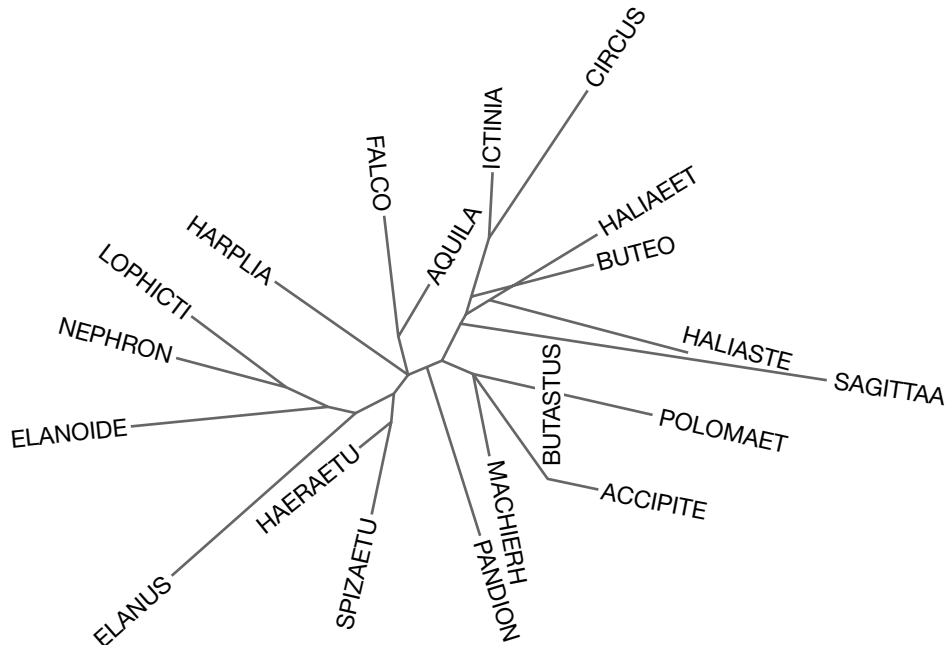 CIRCUS
ICTINIA
FALCO
HALIAEET
AQUILA
BUTEO
HARPLIA
LOPHICTI
NEPHRON
HALIASTE
SAGITTAA
BUTASTUS
POLOMAET
ELANOIDE
HAERAETU
MACHIERH
ACCIPITE
SPIZAETU
PANDION
ELANUS